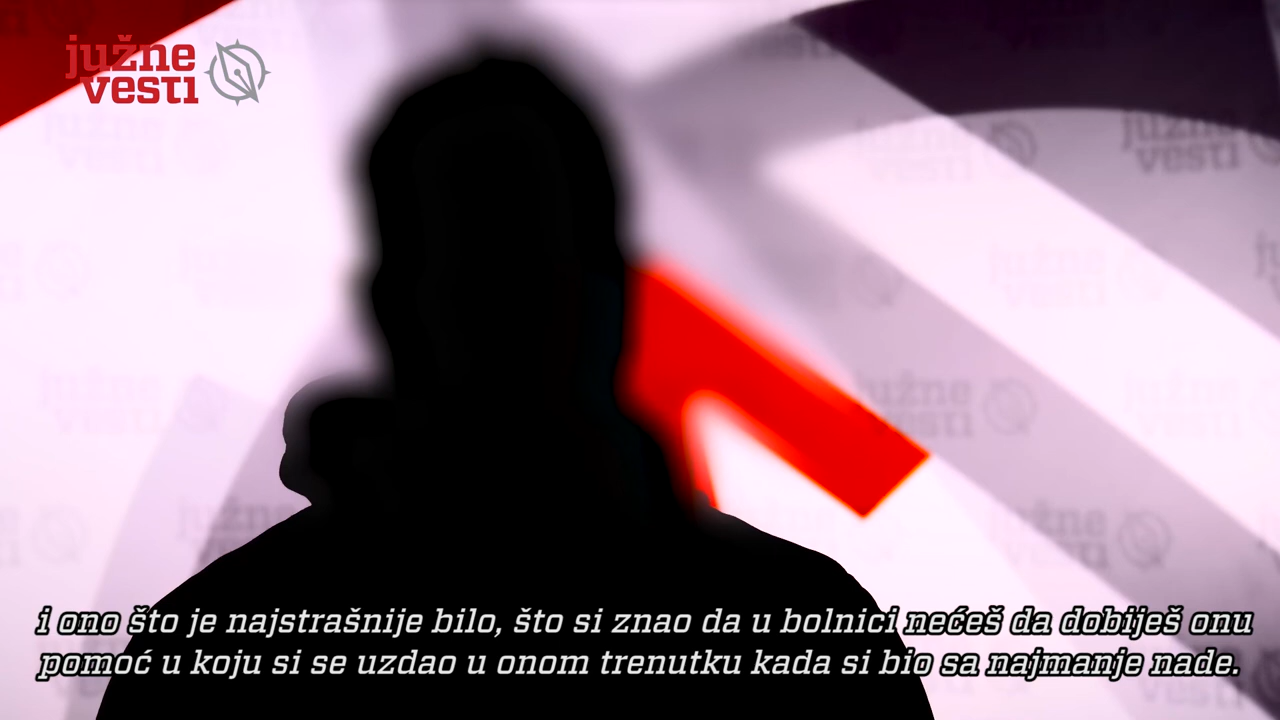 južne
vesti
i ono što je najstrašnije bilo, što si znao da u bolnici nećeš da dobiješ onu
pomoć u koju si se uzdao u onom trenutku kada si bio sa najmanje nade.